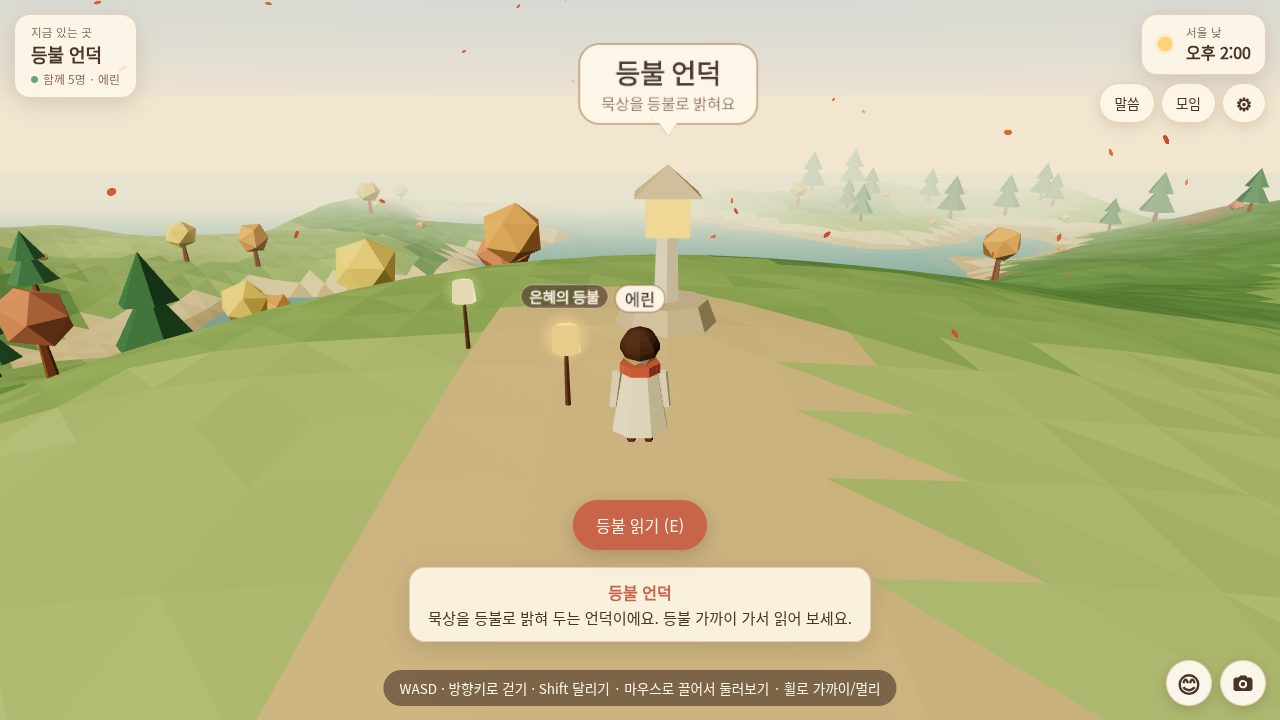 지금 있는 곳
등불 언덕
함께 5명 · 에린
등불 언덕
묵상을 등불로 밝혀요
서울 낮
오후 2:00
말씀
모임
은혜의 등불
에린
등불 읽기 (E)
등불 언덕
묵상을 등불로 밝혀 두는 언덕이에요. 등불 가까이 가서 읽어 보세요.
WASD · 방향키로 걷기 · Shift 달리기 · 마우스로 끌어서 둘러보기 · 휠로 가까이/멀리